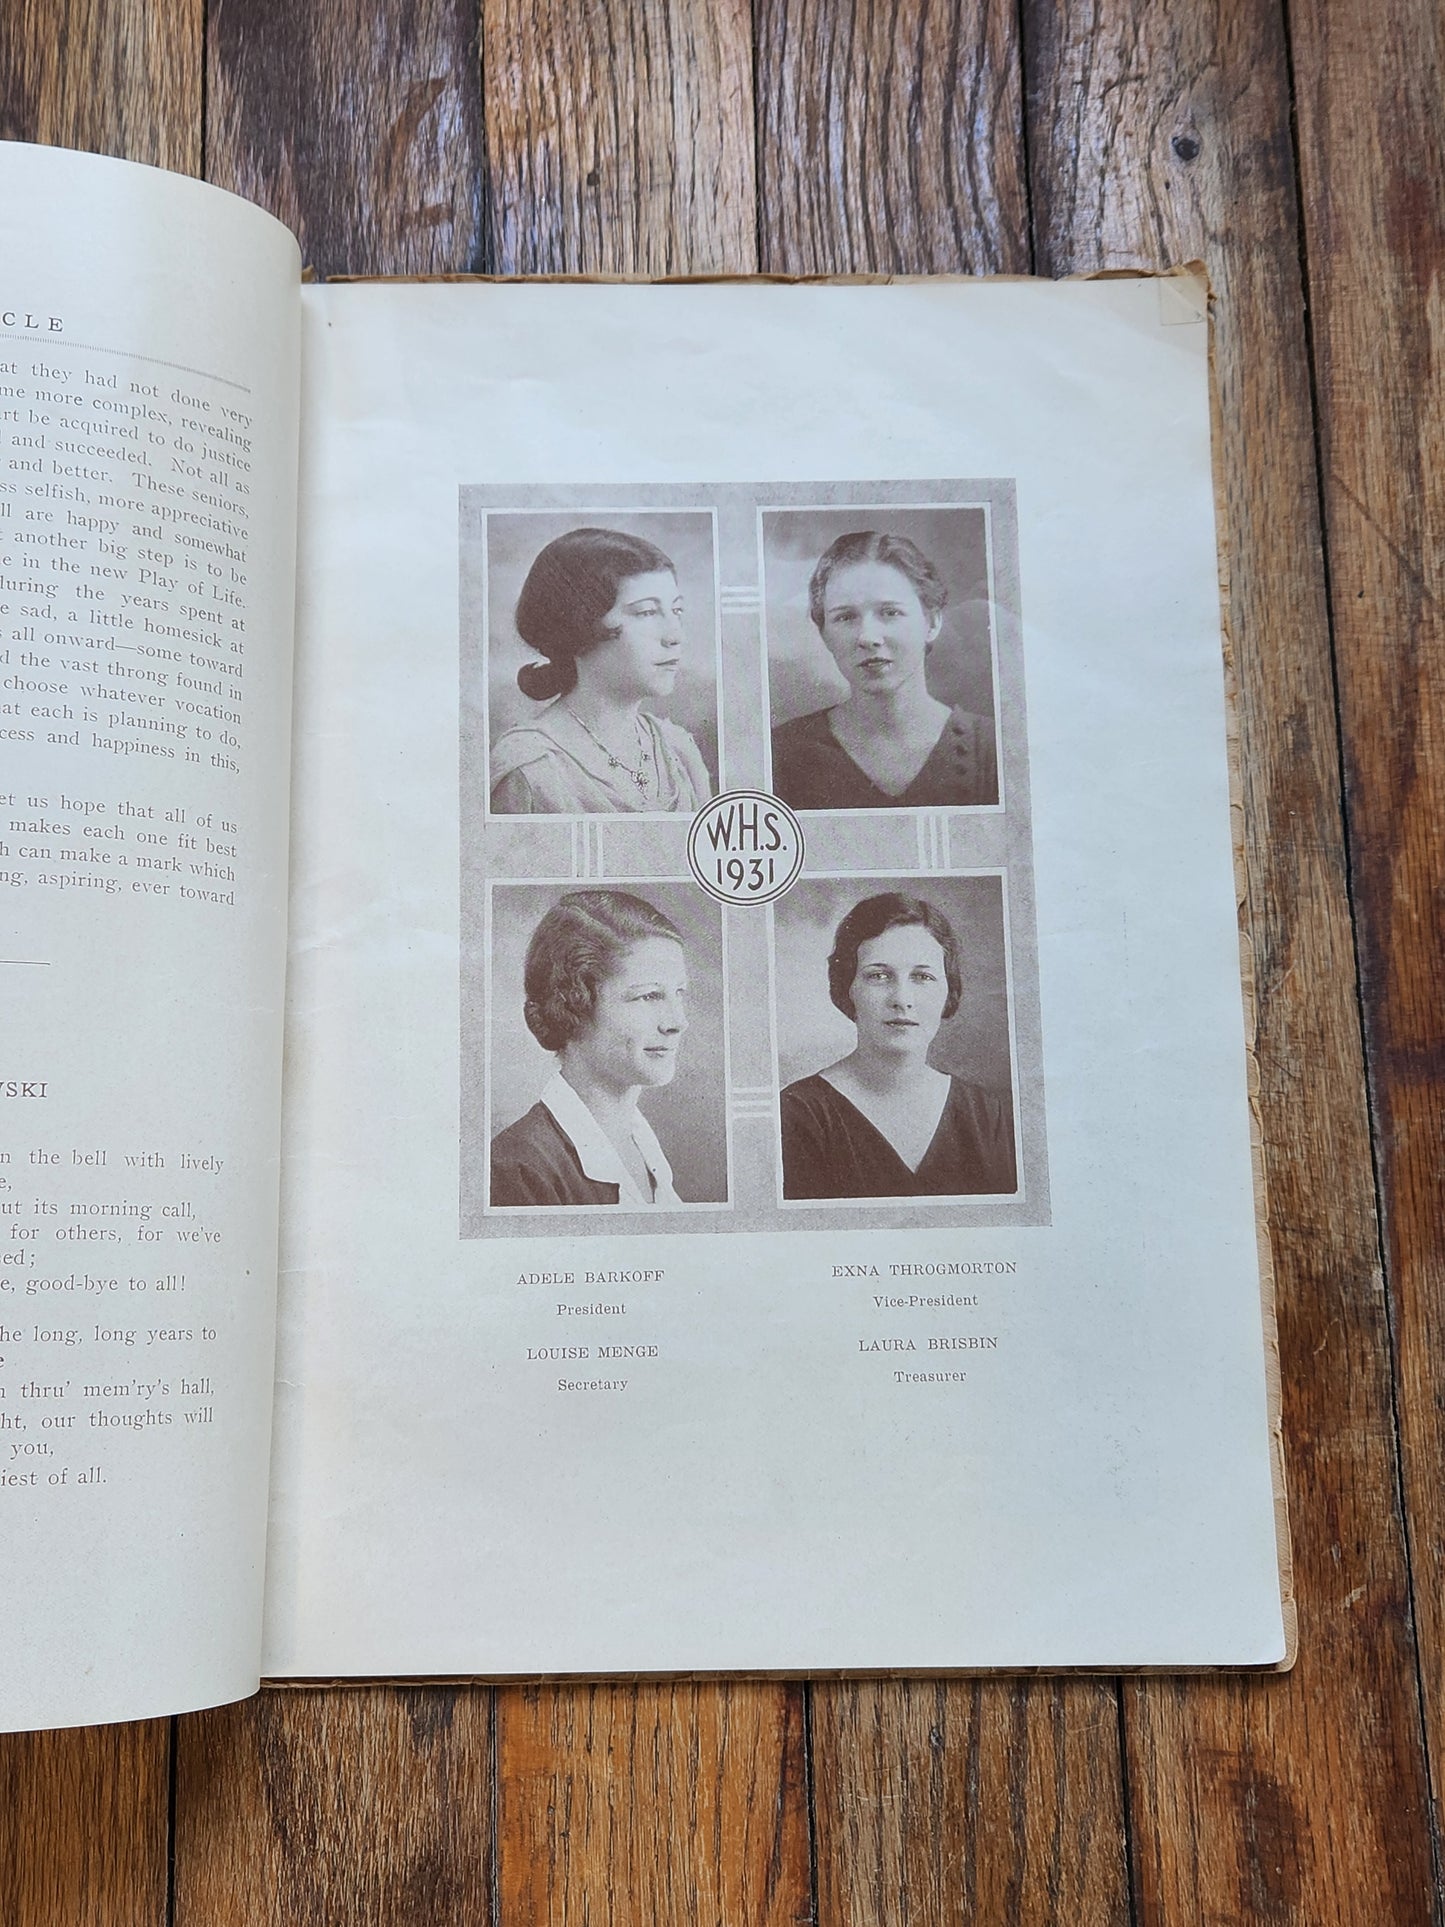 CLE
at they had not done very
me more complex, revealing
rt be acquired to do justice
and succeeded. Not all as
and better. These seniors,
ss selfish, more appreciative
ll are happy and somewhat
another big step is to be
e in the new Play of Life.
during the years spent at
e sad, a little homesick at
s all onward—some toward
d the vast throng found in
choose whatever vocation
at each is planning to do,
cess and happiness in this,
et us hope that all of us
makes each one fit best
h can make a mark which
ng, aspiring, ever toward
WSKI
n the bell with lively
e,
ut its morning call,
for others, for we've
ed;
e, good-bye to all!
he long, long years to
e
n thru' mem'ry's hall,
ht, our thoughts will
you,
iest of all.
W.H.S.
1931
ADELE BARKOFF
President
LOUISE MENGE
Secretary
EXNA THROGMORTON
Vice-President
LAURA BRISBIN
Treasurer